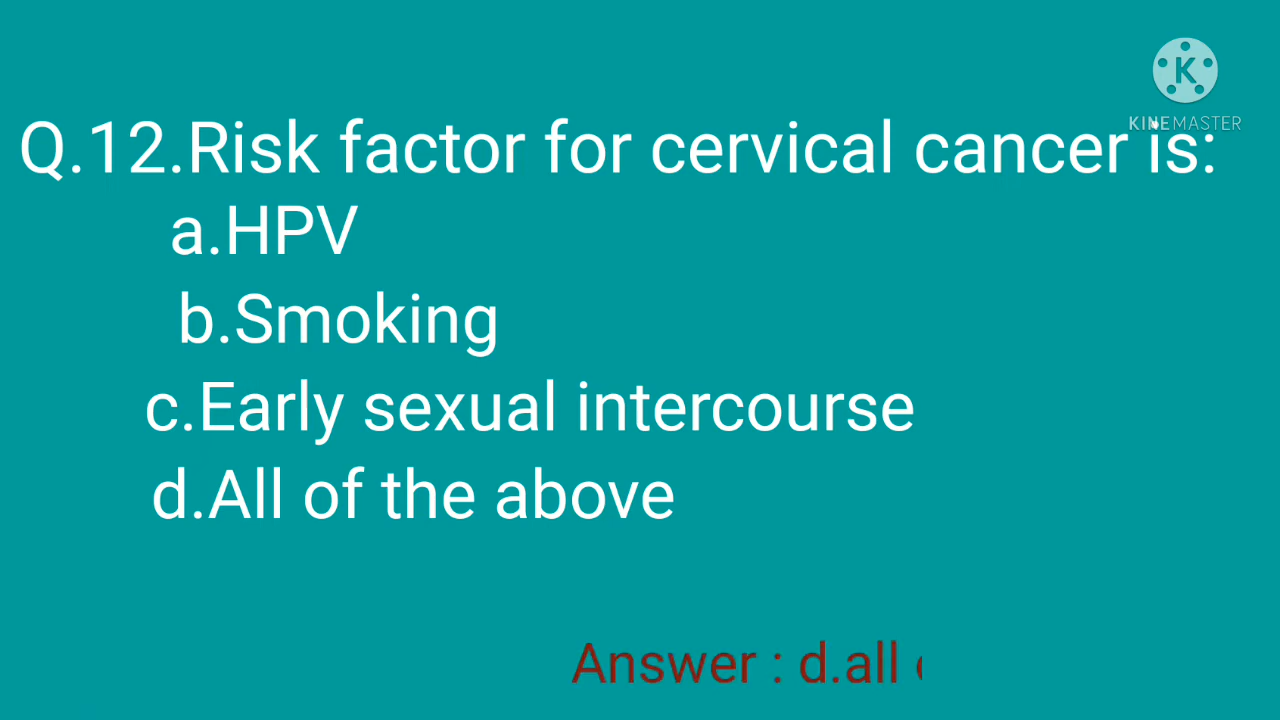 K
KINEMASTER
Q.12.Risk factor for cervical cancer is:
a.HPV
b.Smoking
c.Early sexual intercourse
d.All of the above
Answer : d.all